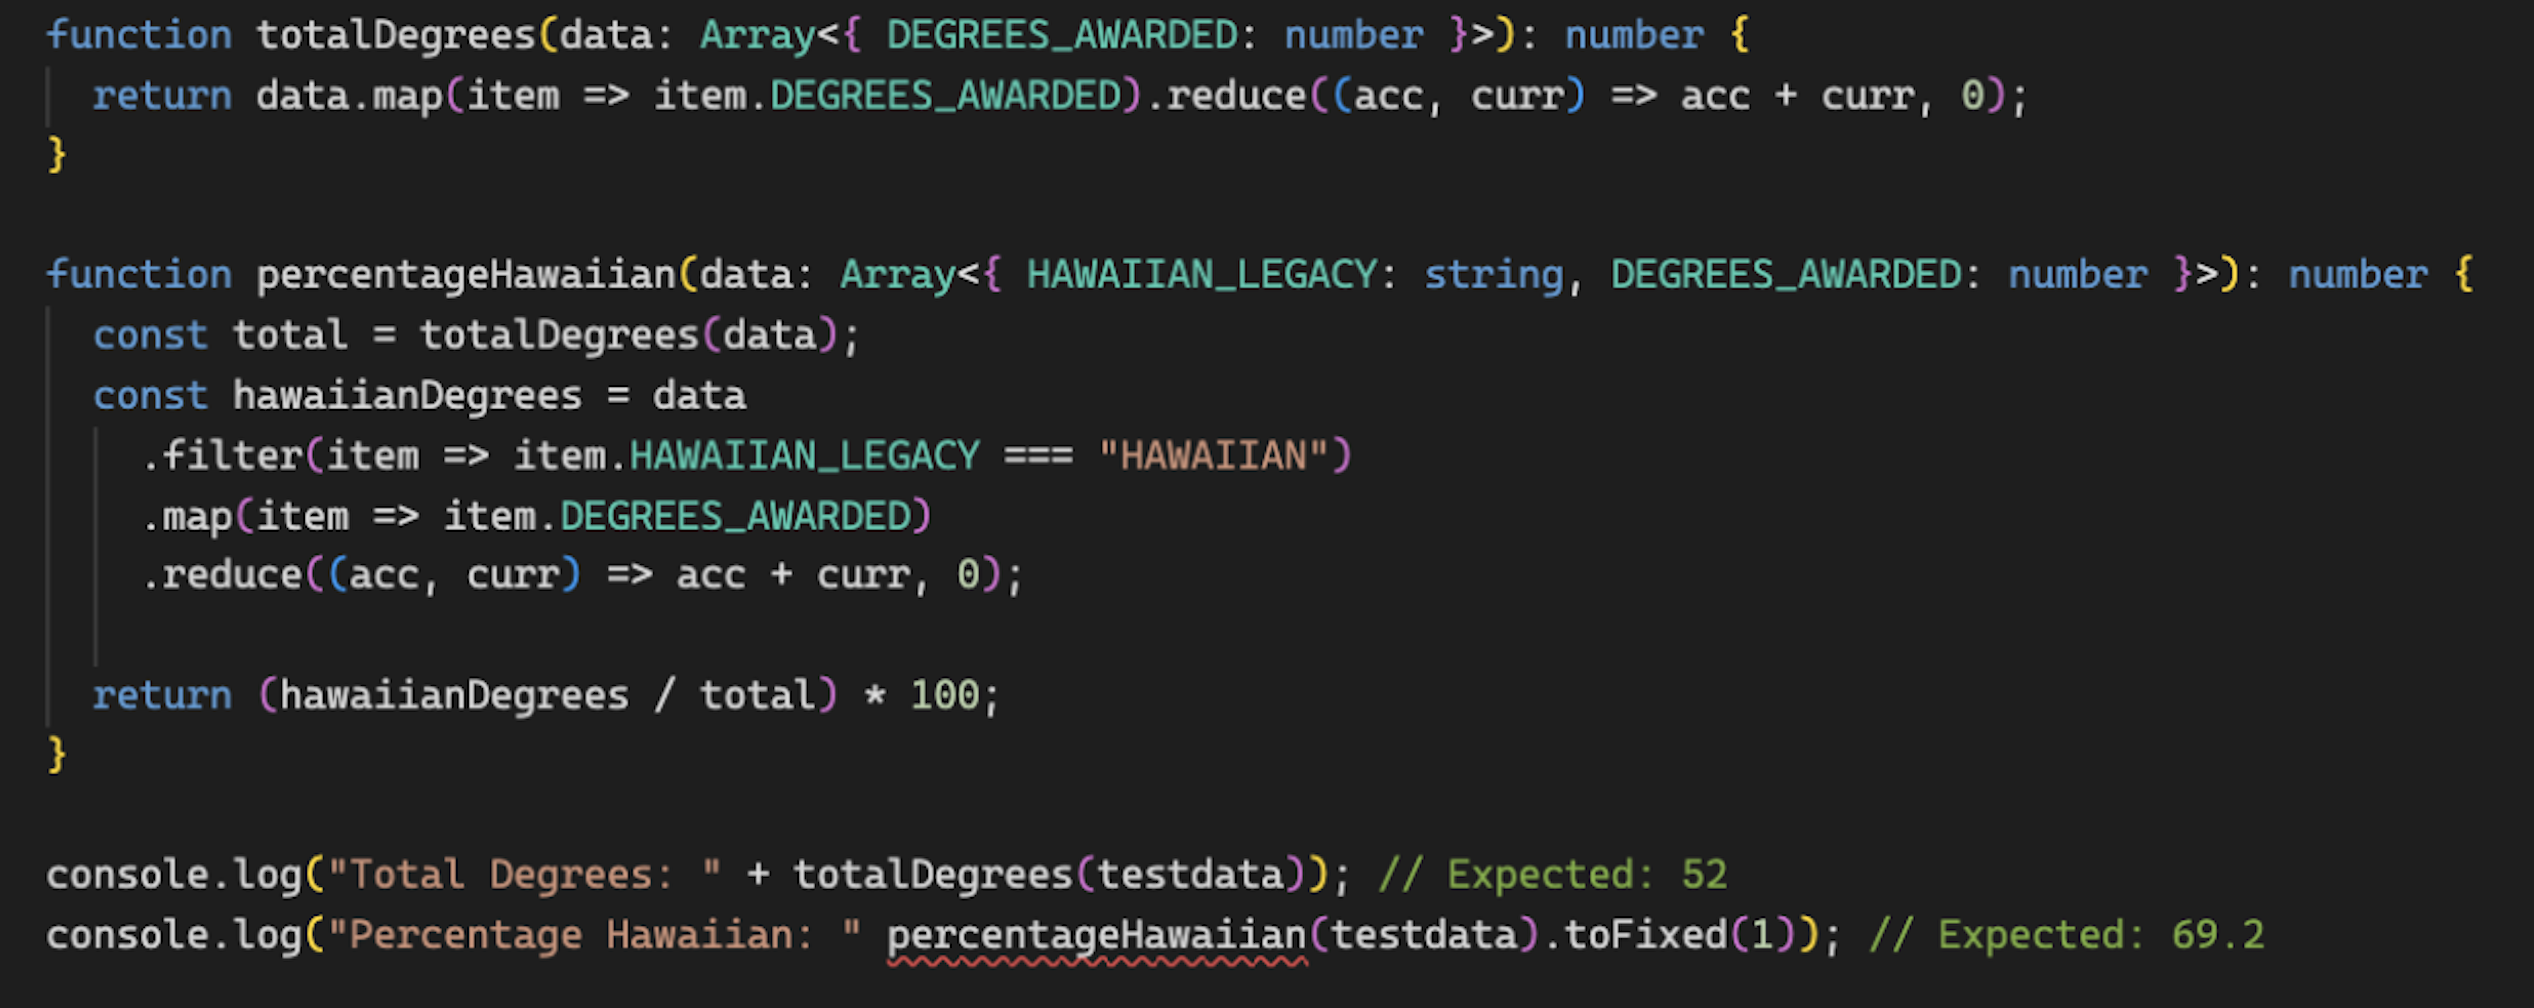 function totalDegrees(data: Array<{ DEGREES_AWARDED: number }>): number {
return data.map(item => item.DEGREES_AWARDED).reduce((acc, curr) => acc + curr, 0);
}
function percentageHawaiian(data: Array<{ HAWAIIAN_LEGACY: string, DEGREES_AWARDED: number }>): number {
const total = totalDegrees(data);
const hawaiianDegrees = data
.filter(item => item.HAWAIIAN_LEGACY === "HAWAIIAN")
.map(item => item.DEGREES_AWARDED)
.reduce((acc, curr) => acc + curr, 0);
return (hawaiianDegrees / total) * 100;
}
console.log("Total Degrees: " + totalDegrees(testdata)); // Expected: 52
console.log("Percentage Hawaiian: " percentageHawaiian(testdata).toFixed(1)); // Expected: 69.2